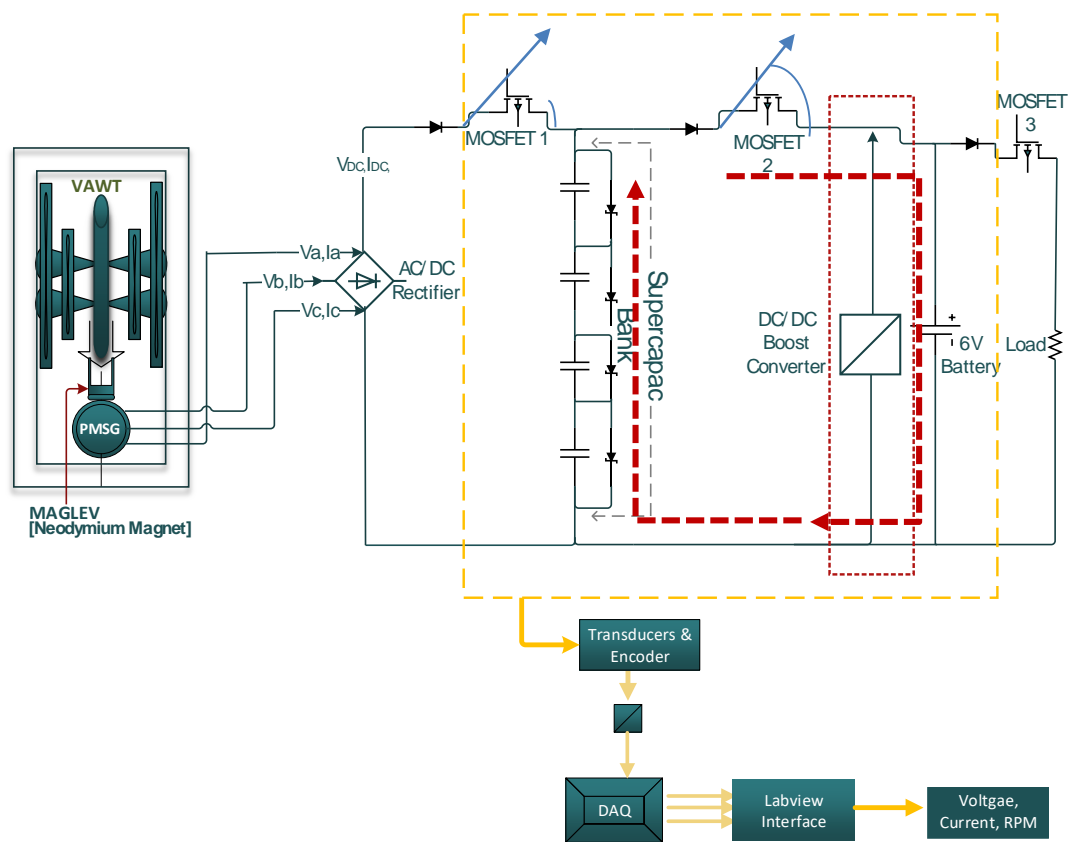 MOSFET 1
MOSFET
2
MOSFET
3
VDC,IDC,
VAWT
Va,Ia
Vb,Ib
Vc,Ic
AC/DC
Rectifier
Supercapac
Bank
DC/DC
Boost
Converter
+
-
6V
Battery
Load
PMSG
MAGLEV
[Neodymium Magnet]
Transducers &
Encoder
DAQ
Labview
Interface
Voltgae,
Current, RPM